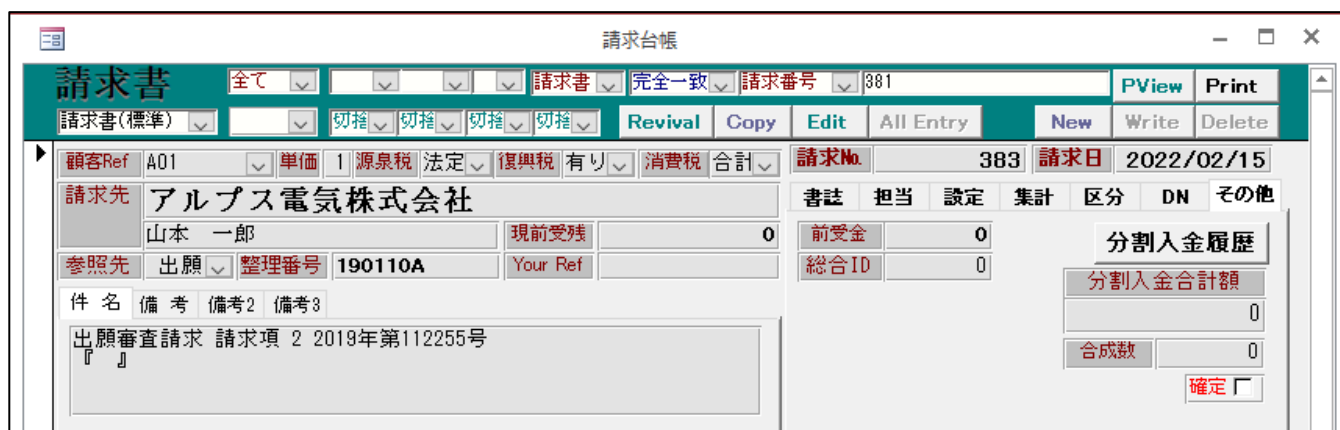 請求台帳
請求書 全て 請求書 完全一致 請求番号 381 PView Print
請求書(標準) 切捨 切捨 切捨 切捨 Revival Copy Edit All Entry New Write Delete
顧客Ref A01 単価 1 源泉税 法定 復興税 有り 消費税 合計 請求No. 383 請求日 2022/02/15
請求先 アルプス電気株式会社 書誌 担当 設定 集計 区分 DN その他
山本 一郎 現前受残 0 前受金 0 分割入金履歴
参照先 出願 整理番号 190110A Your Ref 総合ID 0
分割入金合計額
件 名 備 考 備考2 備考3 0
出願審査請求 請求項 2 2019年第112255号
『 』
合成数 0
確定